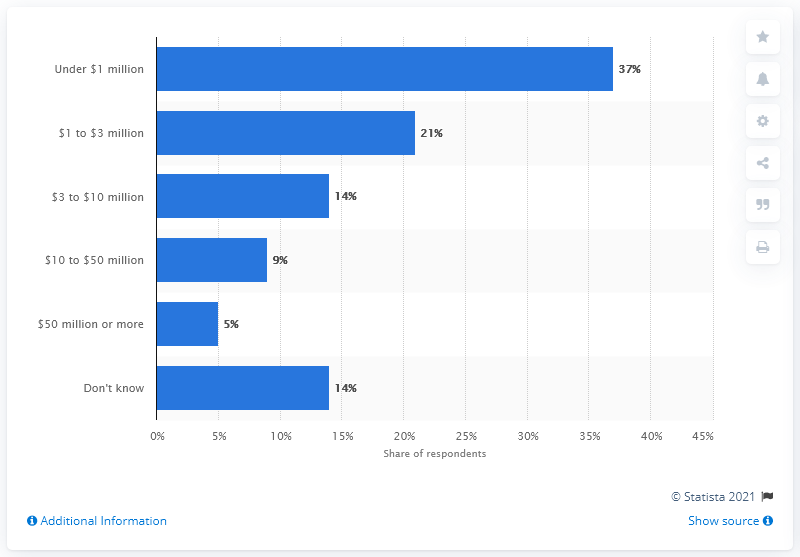 Under $1 million
37%
$1 to $3 million
21%
$3 to $10 million
14%
$10 to $50 million
9%
$50 million or more
5%
Don't know
14%
0% 5% 10% 15% 20% 25% 30% 35% 40% 45%
Share of respondents
© Statista 2021
Additional Information
Show source